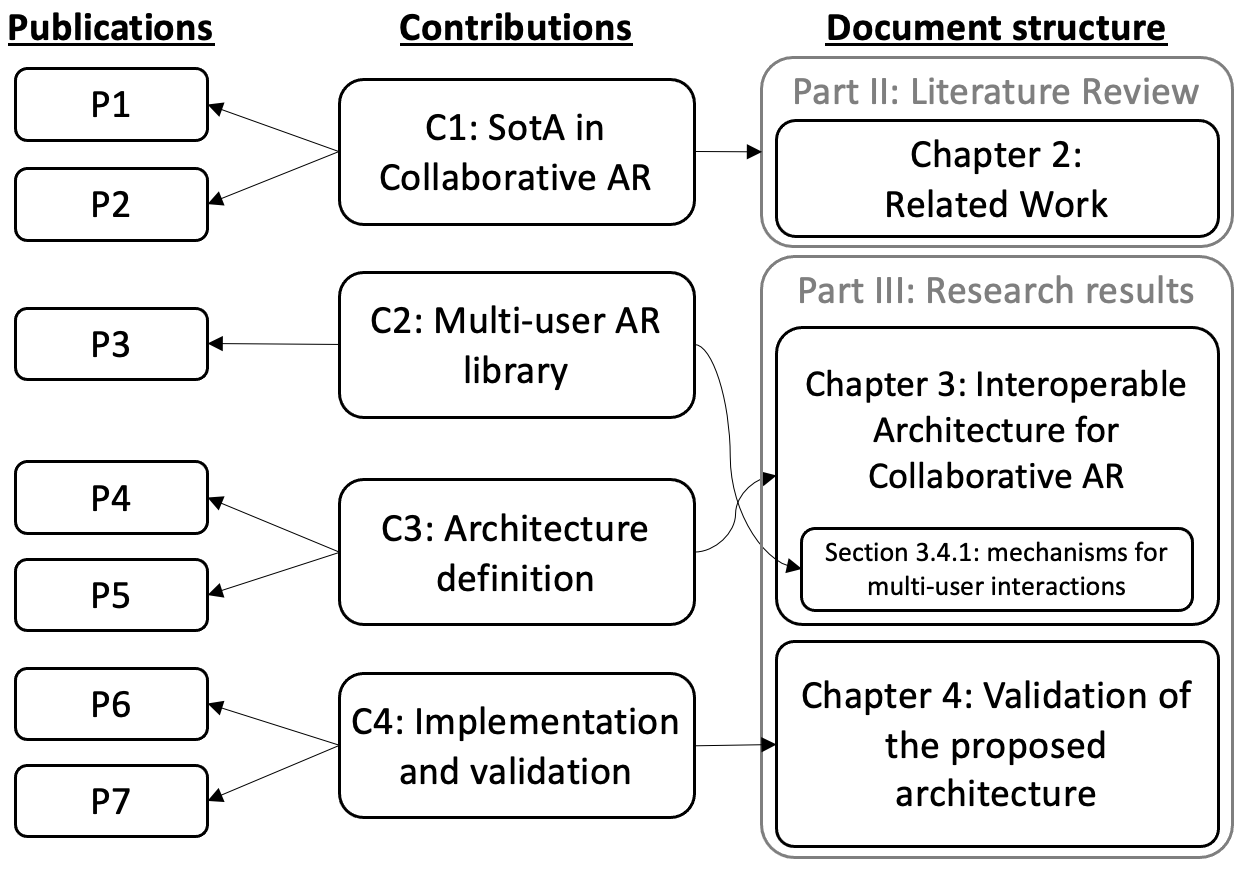 Publications
P1
P2
P3
P4
P5
P6
P7
Contributions
C1: SotA in
Collaborative AR
C2: Multi-user AR
library
C3: Architecture
definition
C4: Implementation
and validation
Document structure
Part II: Literature Review
Chapter 2:
Related Work
Part III: Research results
Chapter 3: Interoperable
Architecture for
Collaborative AR
Section 3.4.1: mechanisms for
multi-user interactions
Chapter 4: Validation of
the proposed
architecture